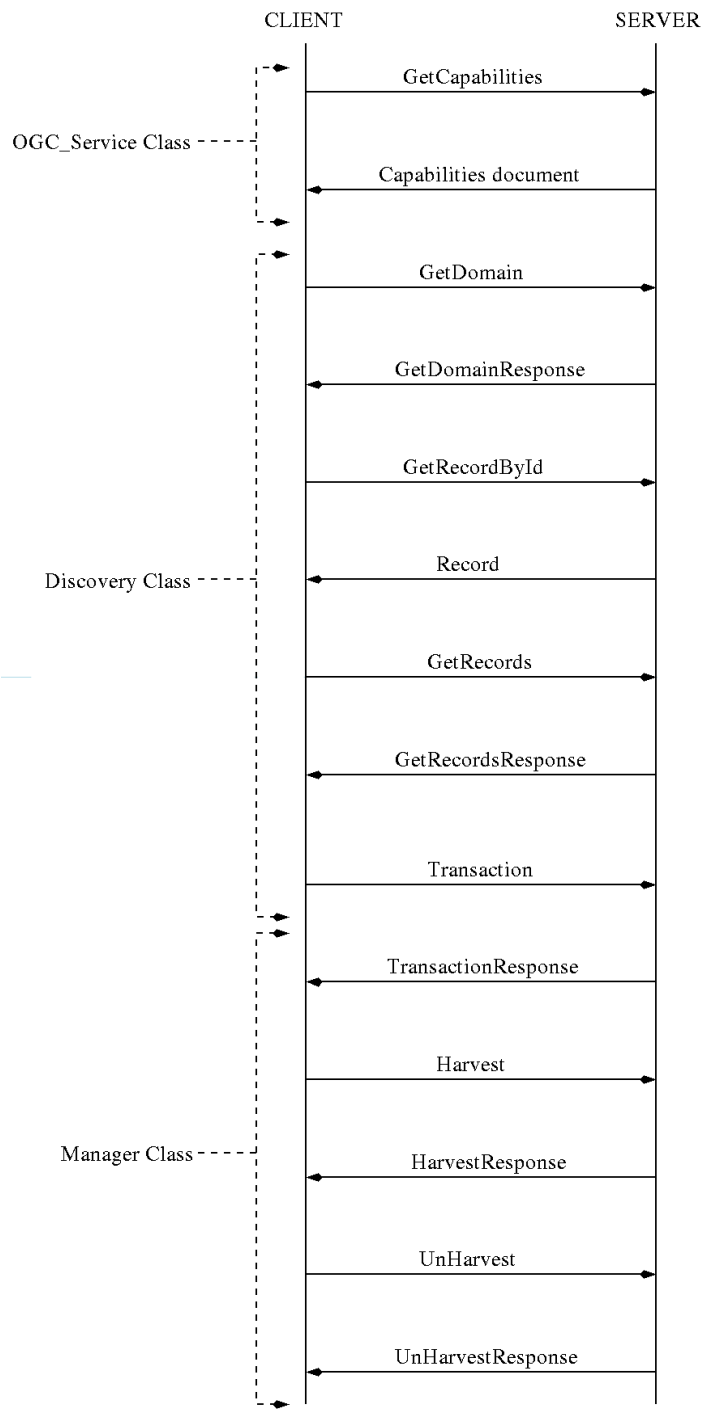 CLIENT
SERVER
GetCapabilities
OGC_Service Class
Capabilities document
GetDomain
GetDomainResponse
GetRecordById
Record
Discovery Class
GetRecords
GetRecordsResponse
Transaction
TransactionResponse
Harvest
Manager Class
HarvestResponse
UnHarvest
UnHarvestResponse